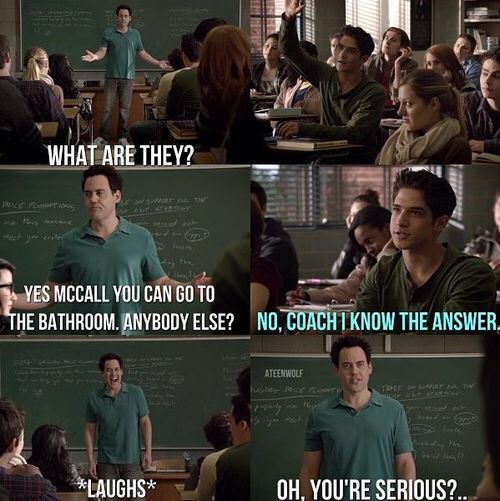 WHAT ARE THEY?
YES MCCALL YOU CAN GO TO
THE BATHROOM. ANYBODY ELSE?
NO, COACH I KNOW THE ANSWER.
*LAUGHS*
ATEENWOLF
OH, YOU'RE SERIOUS?..